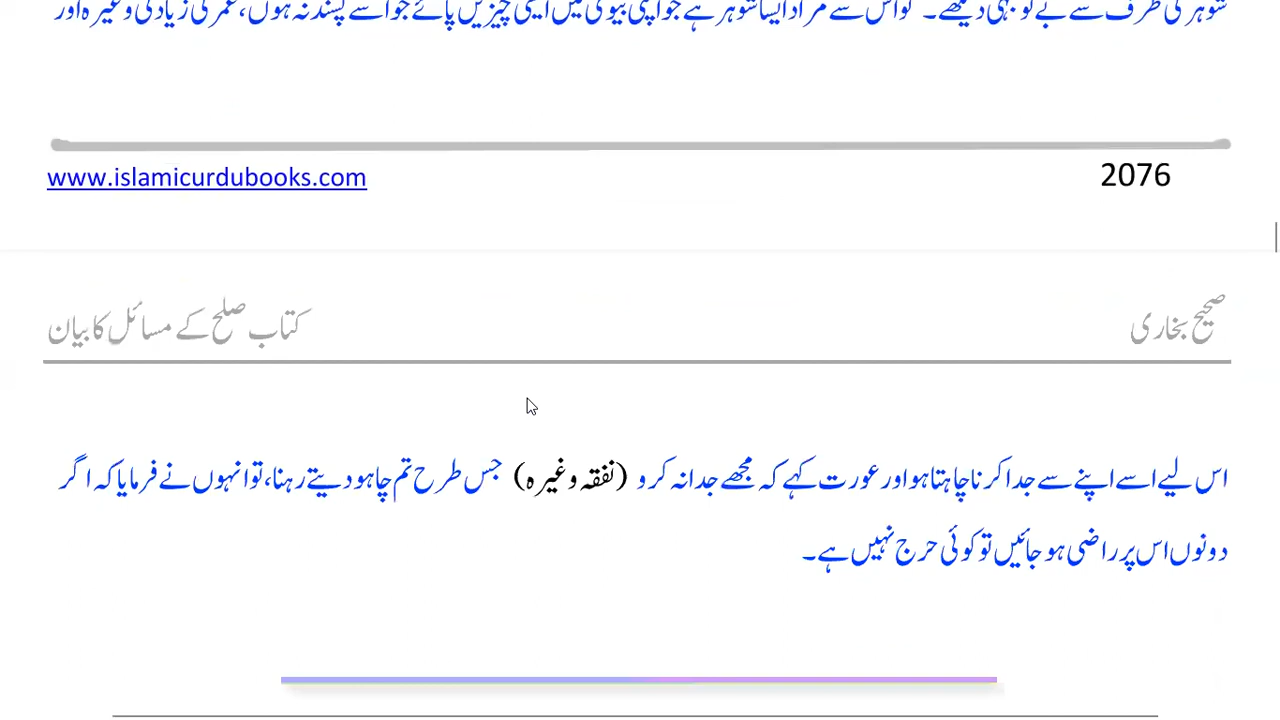 شوہر کی طرف سے بے توجہی دیکھے۔ تو اس سے مراد ایسا شوہر ہے جو اپنی بیوی میں ایسی چیزیں پائے جو اسے پسند نہ ہوں، عمر کی زیادتی وغیرہ اور
www.islamicurdubooks.com 2076
صحیح بخاری کتاب صلح کے مسائل کا بیان
اس لیے اسے اپنے سے جدا کرنا چاہتا ہو اور عورت کہے کہ مجھے جدا نہ کرو (نفقہ وغیرہ) جس طرح تم چاہو دیتے رہنا، تو انہوں نے فرمایا کہ اگر
دونوں اس پر راضی ہو جائیں تو کوئی حرج نہیں ہے۔